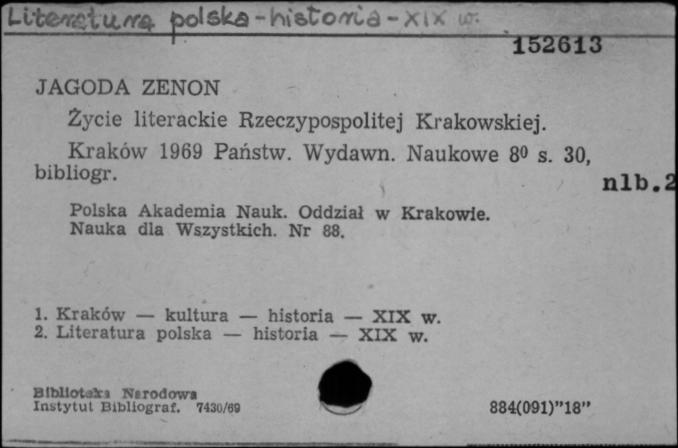 Literatura polska - historia - XIX w.
152613
JAGODA ZENON
Życie literackie Rzeczypospolitej Krakowskiej.
Kraków 1969 Państw. Wydawn. Naukowe 8⁰ s. 30,
bibliogr.
nlb.2
Polska Akademia Nauk. Oddział w Krakowie.
Nauka dla Wszystkich. Nr 88.
1. Kraków — kultura — historia — XIX w.
2. Literatura polska — historia — XIX w.
Biblioteka Narodowa
Instytut Bibliograf. 7430/69
884(091)"18"